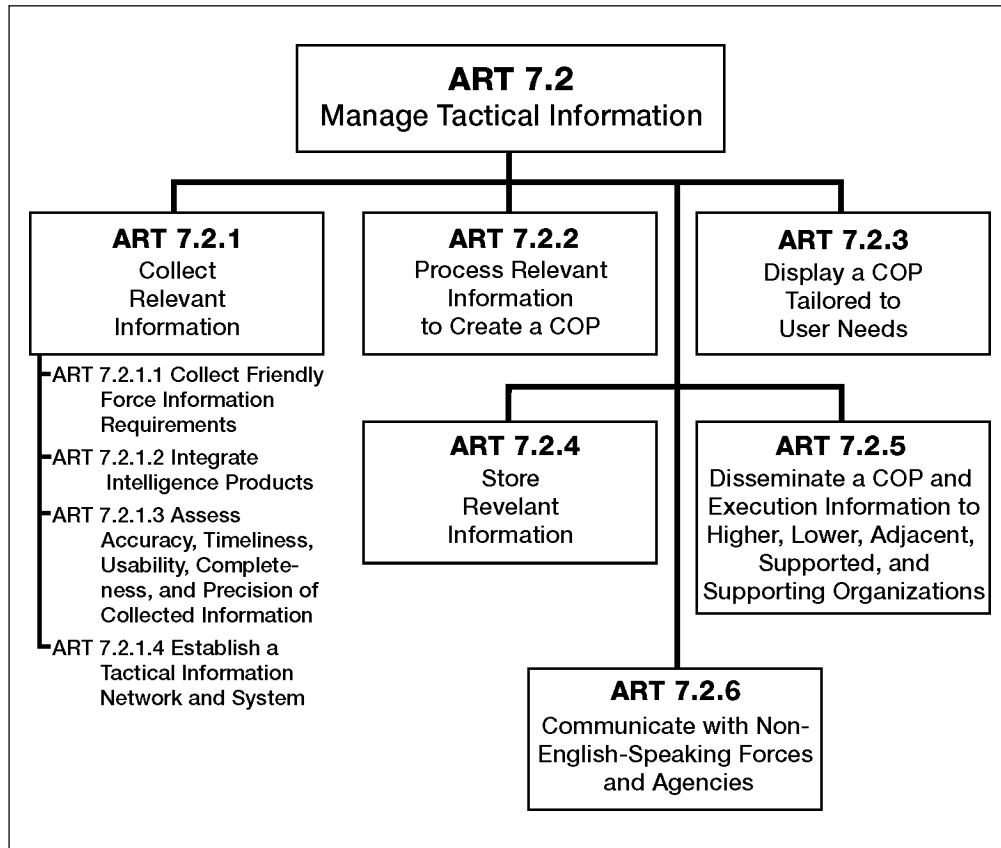 ART 7.2
Manage Tactical Information
ART 7.2.1
Collect
Relevant
Information
ART 7.2.2
Process Relevant
Information
to Create a COP
ART 7.2.3
Display a COP
Tailored to
User Needs
ART 7.2.1.1 Collect Friendly
Force Information
Requirements
ART 7.2.1.2 Integrate
Intelligence Products
ART 7.2.1.3 Assess
Accuracy, Timeliness,
Usability, Complete-
ness, and Precision of
Collected Information
ART 7.2.1.4 Establish a
Tactical Information
Network and System
ART 7.2.4
Store
Revelant
Information
ART 7.2.5
Disseminate a COP and
Execution Information to
Higher, Lower, Adjacent,
Supported, and
Supporting Organizations
ART 7.2.6
Communicate with Non-
English-Speaking Forces
and Agencies